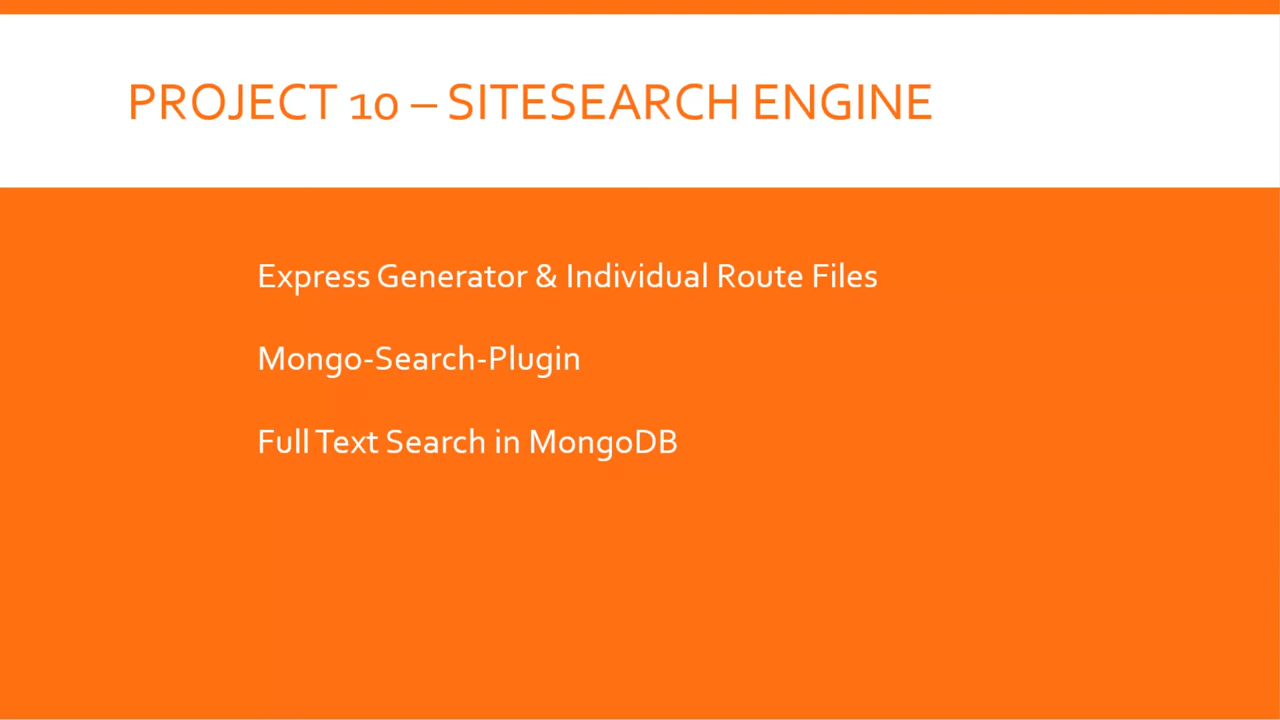 PROJECT 10 – SITESEARCH ENGINE
Express Generator & Individual Route Files
Mongo-Search-Plugin
Full Text Search in MongoDB